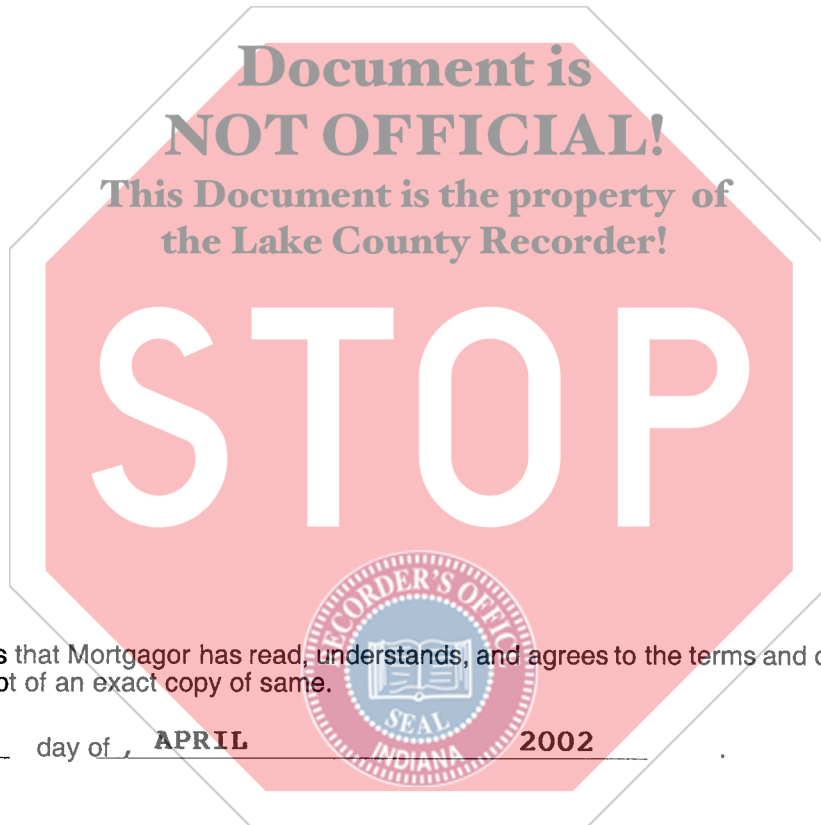 Document is
NOT OFFICIAL!
This Document is the property of
the Lake County Recorder!
STOP
RECORDER'S OFFIC
s that Mortgagor has read, understands, and agrees to the terms and
of an exact copy of same.
SEAL
day of , APRIL 2002 .
INDIANA